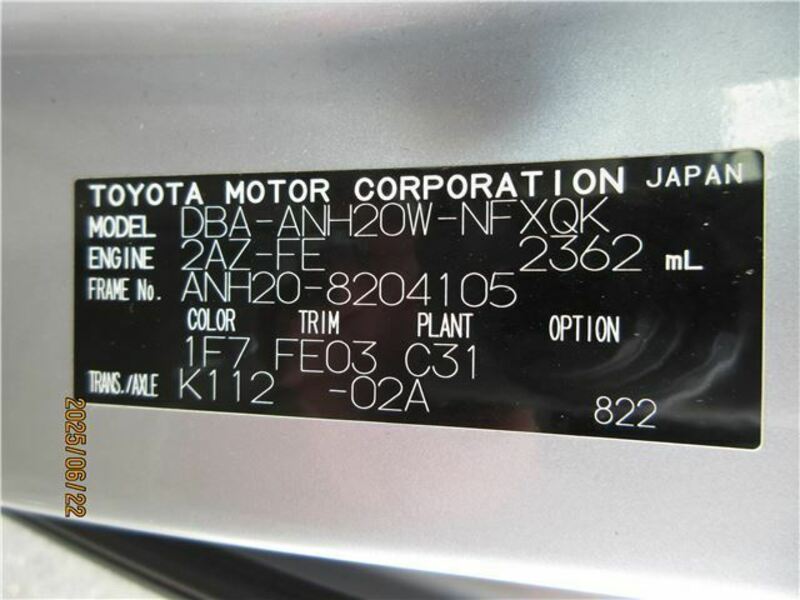 TOYOTA MOTOR CORPORATION JAPAN
MODEL DBA-ANH20W-NFXQK
ENGINE 2AZ-FE 2362 mL
FRAME No. ANH20-8204105
COLOR TRIM PLANT OPTION
1F7 FE03 C31
TRANS./AXLE K112 -02A
822
2025/06/22